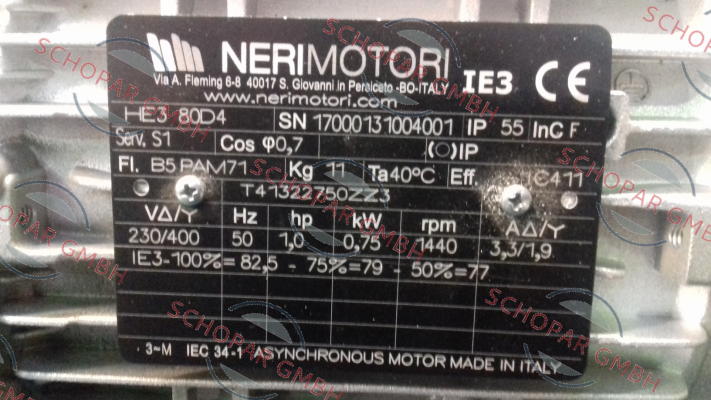 NERIMOTORI IE3 CE
Via A. Fleming 6-8 40017 S. Giovanni in Persiceto -BO-ITALY
www.nerimotori.com
HE3 80D4 SN 17000131004001 IP 55 InC F
Serv. S1 Cos φ0,7 IP
Fl. B5 PAM71 Kg 11 Ta40°C Eff. IC411
T41322750ZZ3
V∆/Y Hz hp kW rpm A∆/Y
230/400 50 1,0 0,75 1440 3,3/1,9
IE3-100%=82,5 - 75%=79 - 50%=77
3~M IEC 34-1 ASYNCHRONOUS MOTOR MADE IN ITALY
SCHOPAR GMBH